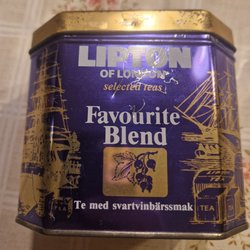 LIPTON
OF LONDON
selected teas
Favourite
Blend
Te med svartvinbärssmak
TEA